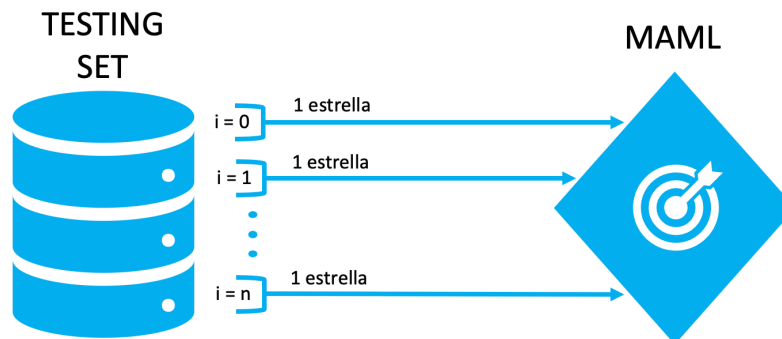 TESTING
SET
MAML
i = 0
1 estrella
i = 1
1 estrella
i = n
1 estrella